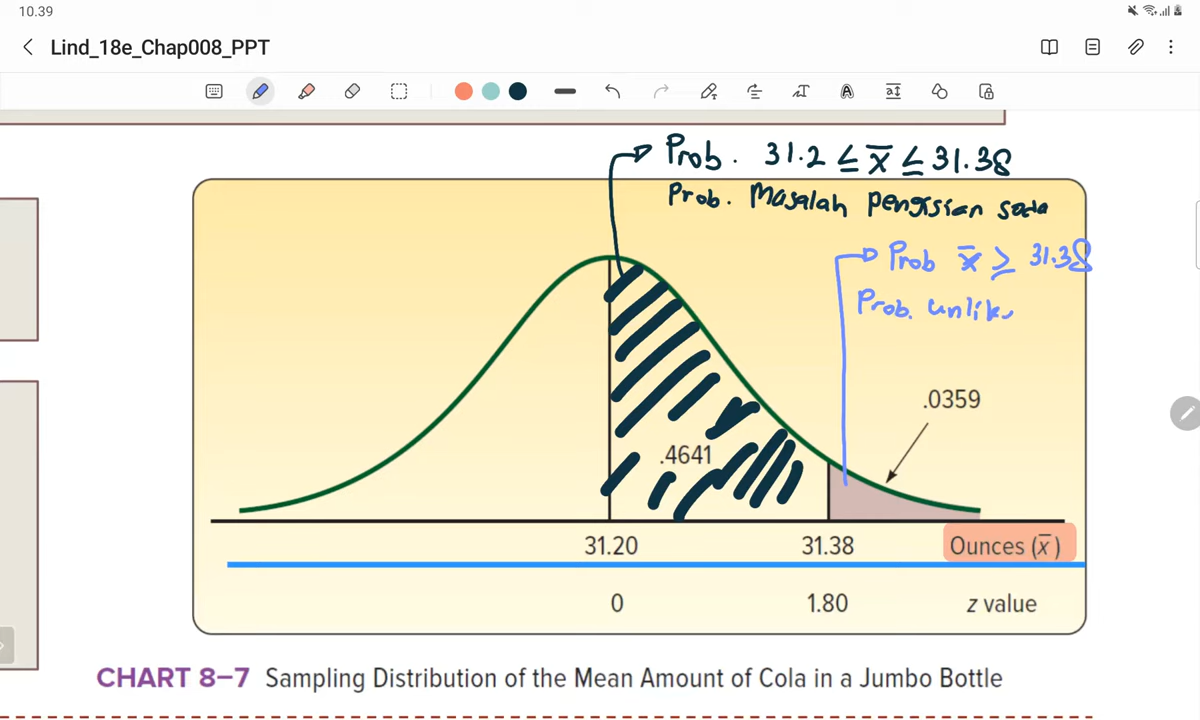 10.39
Lind_18e_Chap008_PPT
Prob. 31.2 ≤ x̅ ≤ 31.38
Prob. Masalah pengisian soda
Prob x̅ ≥ 31.38
Prob. unlike
.0359
.4641
31.20 31.38 Ounces (x̅)
0 1.80 z value
CHART 8–7 Sampling Distribution of the Mean Amount of Cola in a Jumbo Bottle